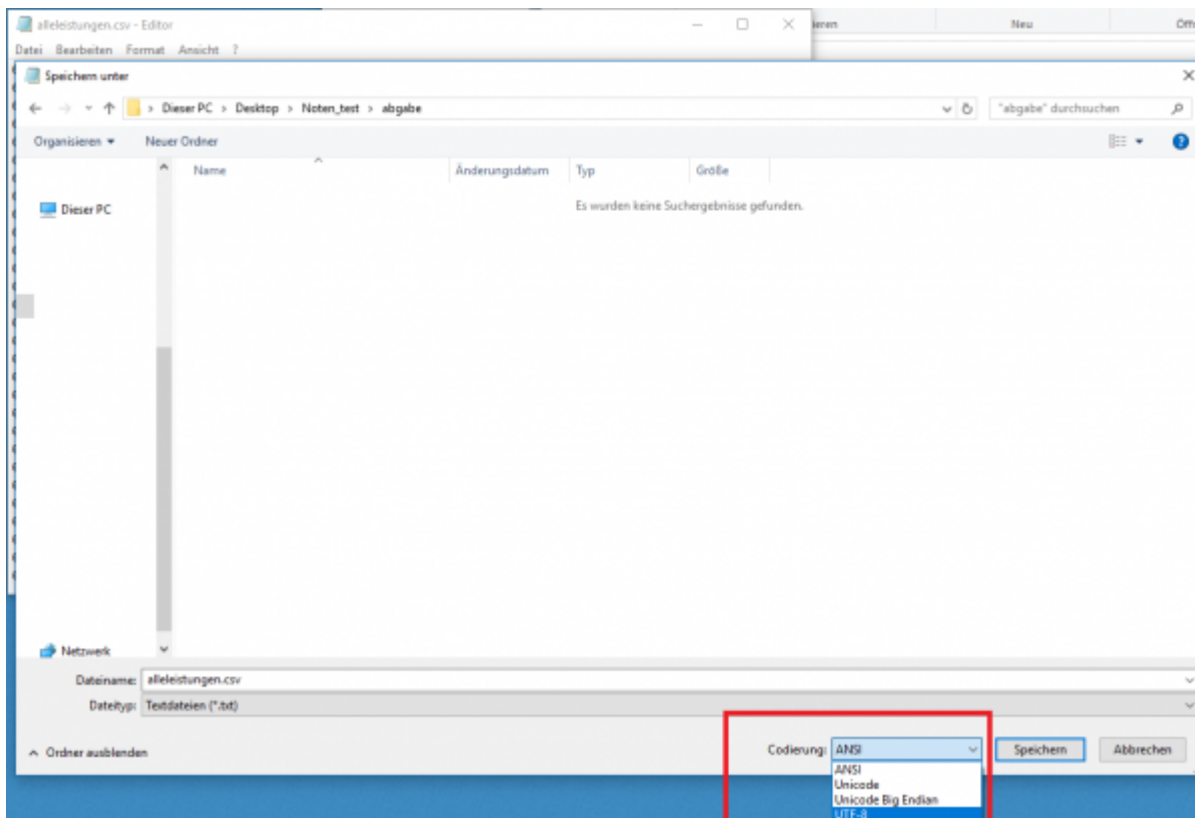 alleleistungen.csv - Editor
ieren Neu
Datei Bearbeiten Format Ansicht ?
Speichern unter
> Dieser PC > Desktop > Noten_test > abgabe
"abgabe" durchsuchen
Organisieren Neuer Ordner
Name Änderungsdatum Typ Größe
Dieser PC
Es wurden keine Suchergebnisse gefunden.
Netzwerk
Dateiname: alleleistungen.csv
Dateityp: Textdateien (*.txt)
Ordner ausblenden
Codierung: ANSI Speichern Abbrechen
ANSI
Unicode
Unicode Big Endian
UTF-8